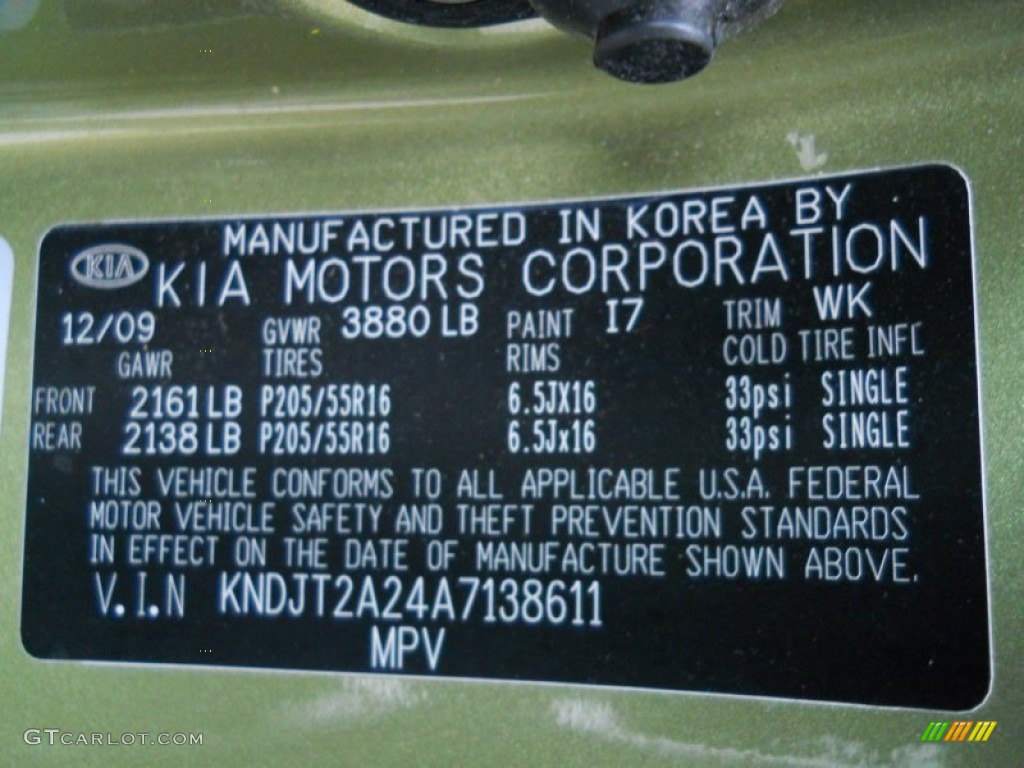 MANUFACTURED IN KOREA BY
KIA KIA MOTORS CORPORATION
12/09 GVWR 3880 LB PAINT I7 TRIM WK
GAWR TIRES RIMS COLD TIRE INFL
FRONT 2161 LB P205/55R16 6.5JX16 33psi SINGLE
REAR 2138 LB P205/55R16 6.5Jx16 33psi SINGLE
THIS VEHICLE CONFORMS TO ALL APPLICABLE U.S.A. FEDERAL
MOTOR VEHICLE SAFETY AND THEFT PREVENTION STANDARDS
IN EFFECT ON THE DATE OF MANUFACTURE SHOWN ABOVE.
V.I.N KNDJT2A24A7138611
MPV
GTCARLOT.COM